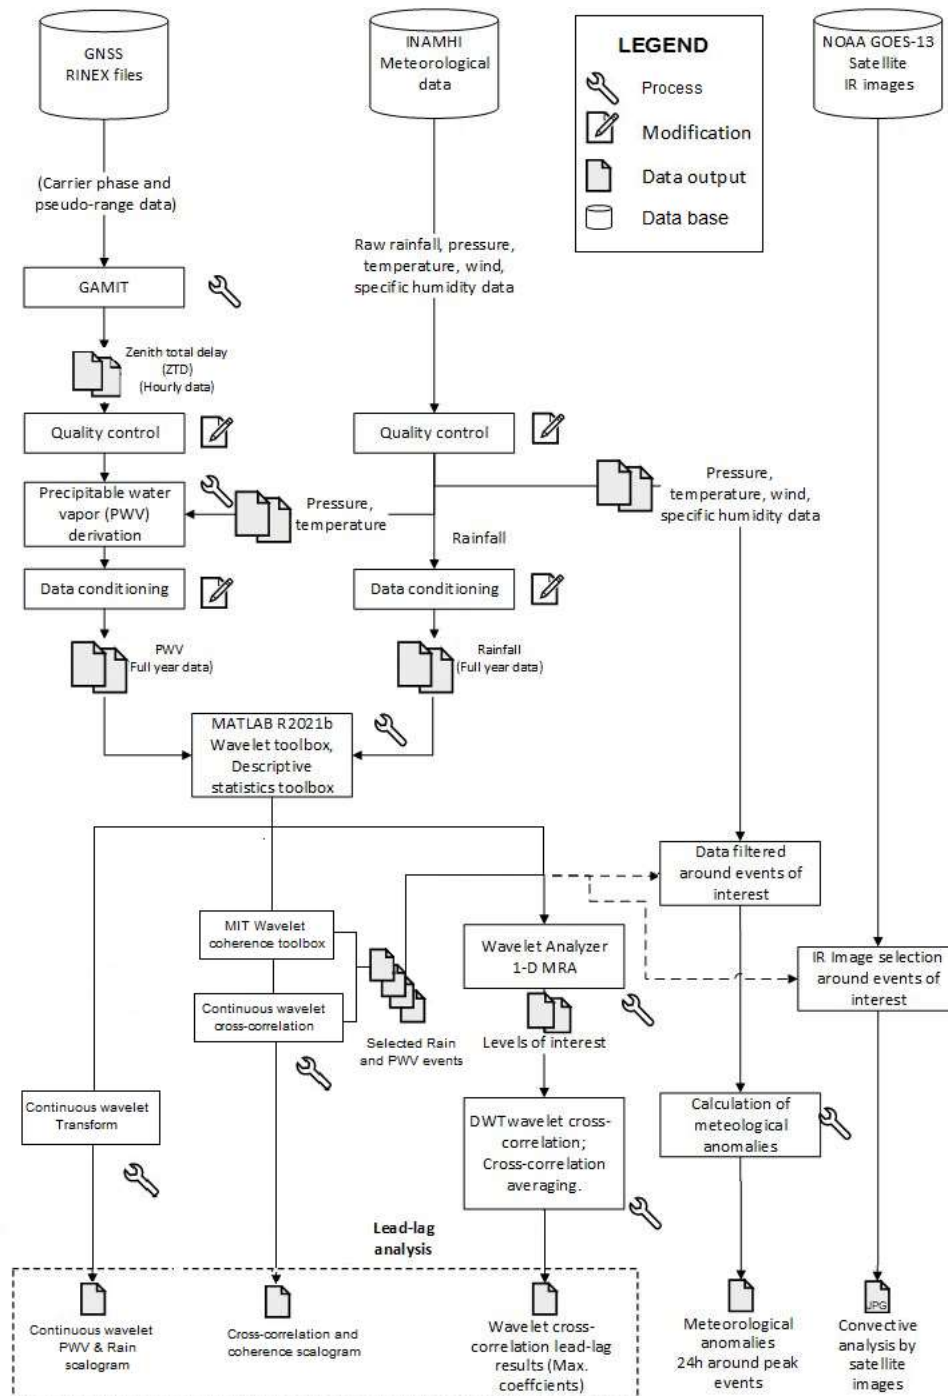 GNSS
RINEX files
INAMHI
Meteorological
data
LEGEND
Process
Modification
Data output
Data base
NOAA GOES-13
Satellite
IR images
(Carrier phase and
pseudo-range data)
Raw rainfall, pressure,
temperature, wind,
specific humidity data
GAMIT
Zenith total delay
(ZTD)
(Hourly data)
Quality control
Quality control
Precipitable water
vapor (PWV)
derivation
Pressure,
temperature
Pressure,
temperature, wind,
specific humidity data
Rainfall
Data conditioning
Data conditioning
PWV
(Full year data)
Rainfall
(Full year data)
MATLAB R2021b
Wavelet toolbox,
Descriptive
statistics toolbox
Data filtered
around events of
interest
MIT Wavelet
coherence toolbox
Wavelet Analyzer
1-D MRA
IR Image selection
around events of
interest
Continuous wavelet
cross-correlation
Selected Rain
and PWV events
Levels of interest
Continuous wavelet
Transform
DWT wavelet cross-
correlation;
Cross-correlation
averaging.
Calculation of
meteological
anomalies
Lead-lag
analysis
JPG
Continuous wavelet
PWV & Rain
scalogram
Cross-correlation and
coherence scalogram
Wavelet cross-
correlation lead-lag
results (Max.
coeffcients)
Meteorological
anomalies
24h around peak
events
Convective
analysis by
satellite
images